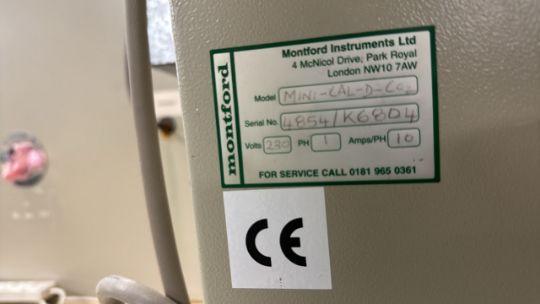 montford
Montford Instruments Ltd
4 McNicol Drive, Park Royal
London NW10 7AW
Model MINI-CAL-D-CO₂
Serial No. 4854/K6804
Volts 230 PH 1 Amps/PH 10
FOR SERVICE CALL 0181 965 0361
CE